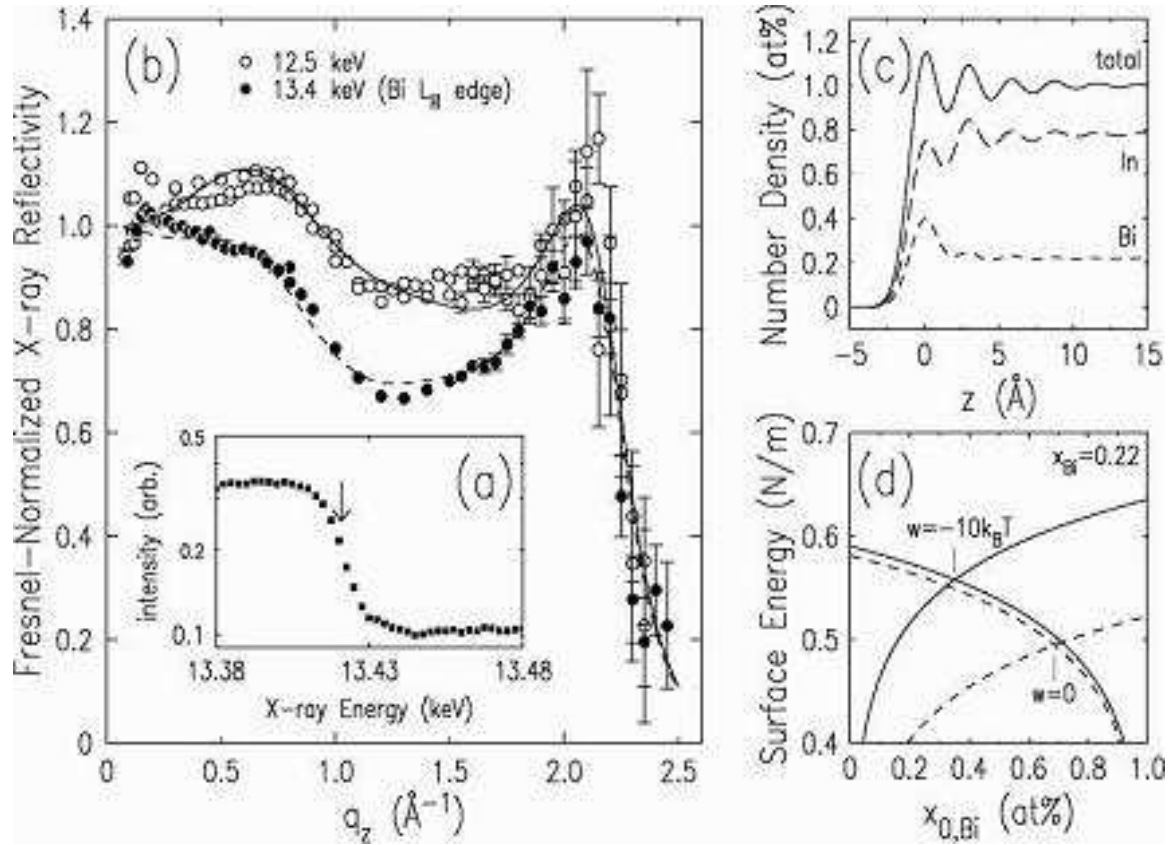 (b)
○ 12.5 keV
● 13.4 keV (Bi L_III edge)
Fresnel-Normalized X-ray Reflectivity
1.4
1.2
1.0
0.8
0.6
0.4
0.2
0
0 0.5 1.0 1.5 2.0 2.5
q_z (Å⁻¹)
(a)
intensity (arb.)
0.5
0.2
0.1
13.38 13.43 13.48
X-ray Energy (keV)
(c)
Number Density (at%)
1.2
1.0
0.8
0.6
0.4
0.2
0
total
In
Bi
-5 0 5 10 15
z (Å)
(d)
Surface Energy (N/m)
0.7
0.6
0.5
0.4
x_Bi=0.22
w=-10k_BT
w=0
0 0.2 0.4 0.6 0.8 1.0
x_0,Bi (at%)